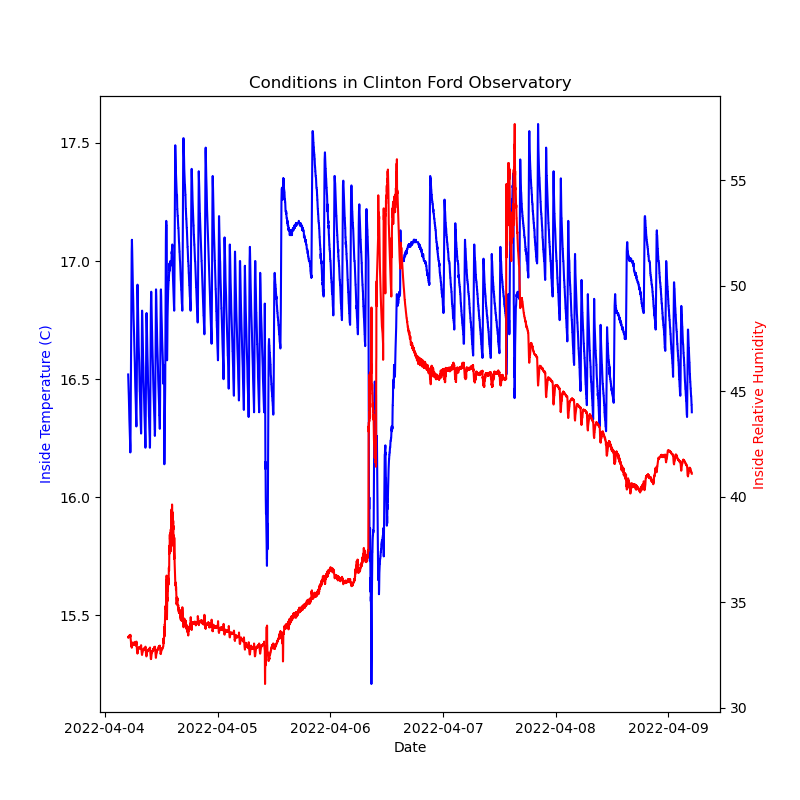 Conditions in Clinton Ford Observatory
17.5
17.0
16.5
16.0
15.5
Inside Temperature (C)
55
50
45
40
35
30
Inside Relative Humidity
2022-04-04 2022-04-05 2022-04-06 2022-04-07 2022-04-08 2022-04-09
Date